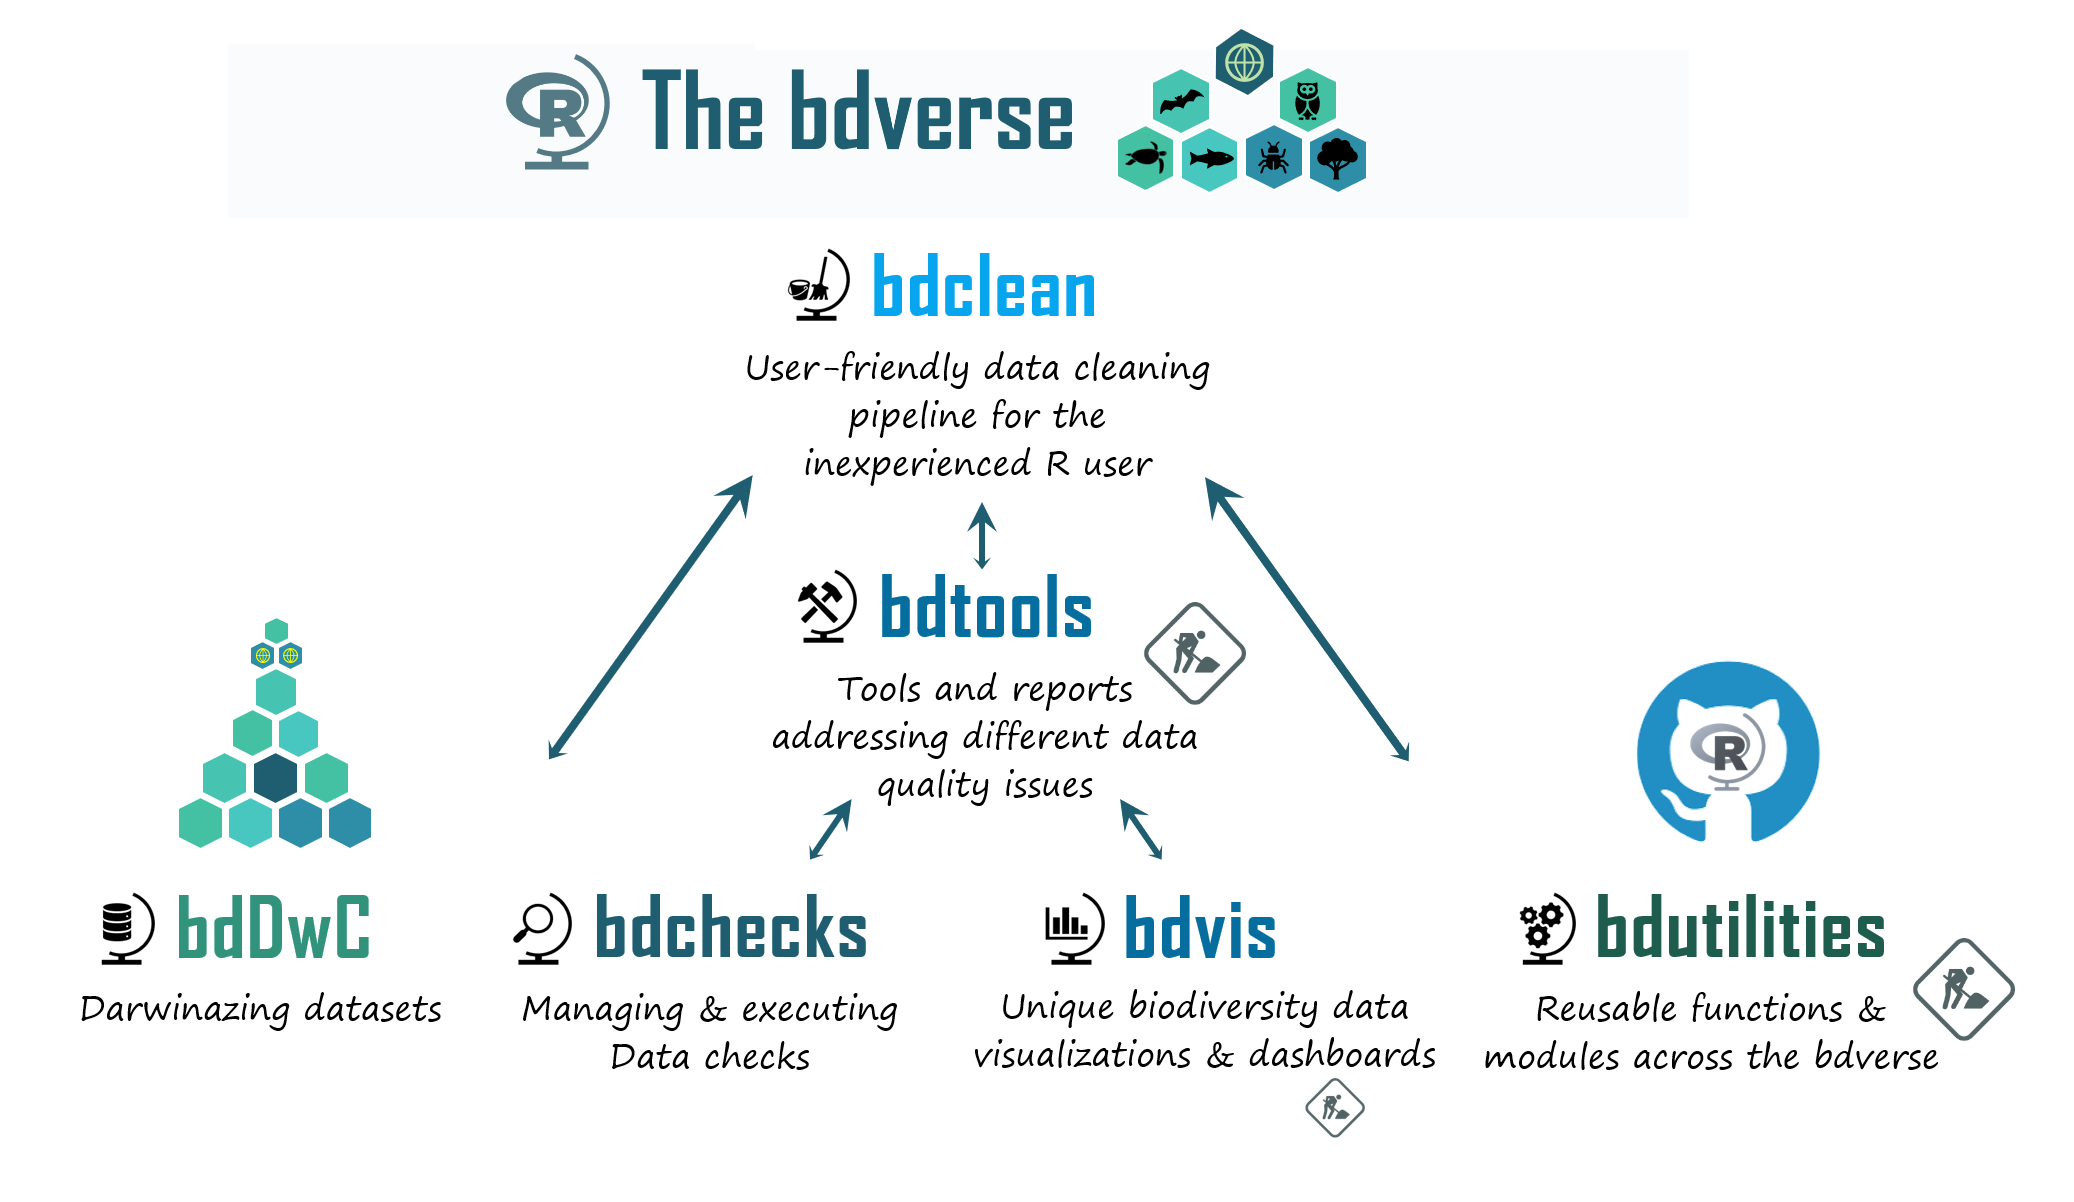 R The bdverse
bdclean
User-friendly data cleaning
pipeline for the
inexperienced R user
bdtools
Tools and reports
addressing different data
quality issues
R
bdDwC
Darwinazing datasets
bdchecks
Managing & executing
Data checks
bdvis
Unique biodiversity data
visualizations & dashboards
bdutilities
Reusable functions &
modules across the bdverse